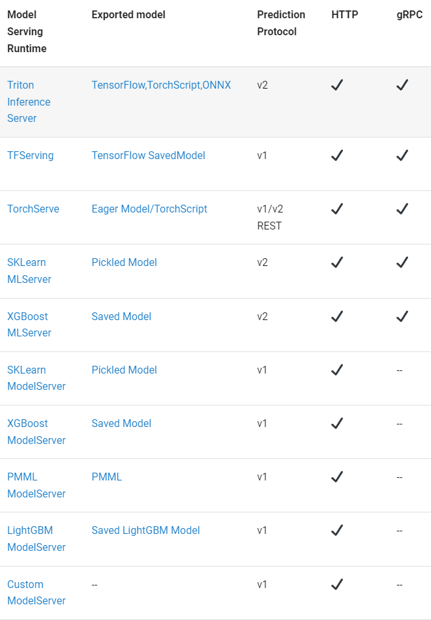 Model Serving Runtime Exported model Prediction Protocol HTTP gRPC
Triton Inference Server TensorFlow,TorchScript,ONNX v2 ✔ ✔
TFServing TensorFlow SavedModel v1 ✔ ✔
TorchServe Eager Model/TorchScript v1/v2 REST ✔ ✔
SKLearn MLServer Pickled Model v2 ✔ ✔
XGBoost MLServer Saved Model v2 ✔ ✔
SKLearn ModelServer Pickled Model v1 ✔ --
XGBoost ModelServer Saved Model v1 ✔ --
PMML ModelServer PMML v1 ✔ --
LightGBM ModelServer Saved LightGBM Model v1 ✔ --
Custom ModelServer -- v1 ✔ --